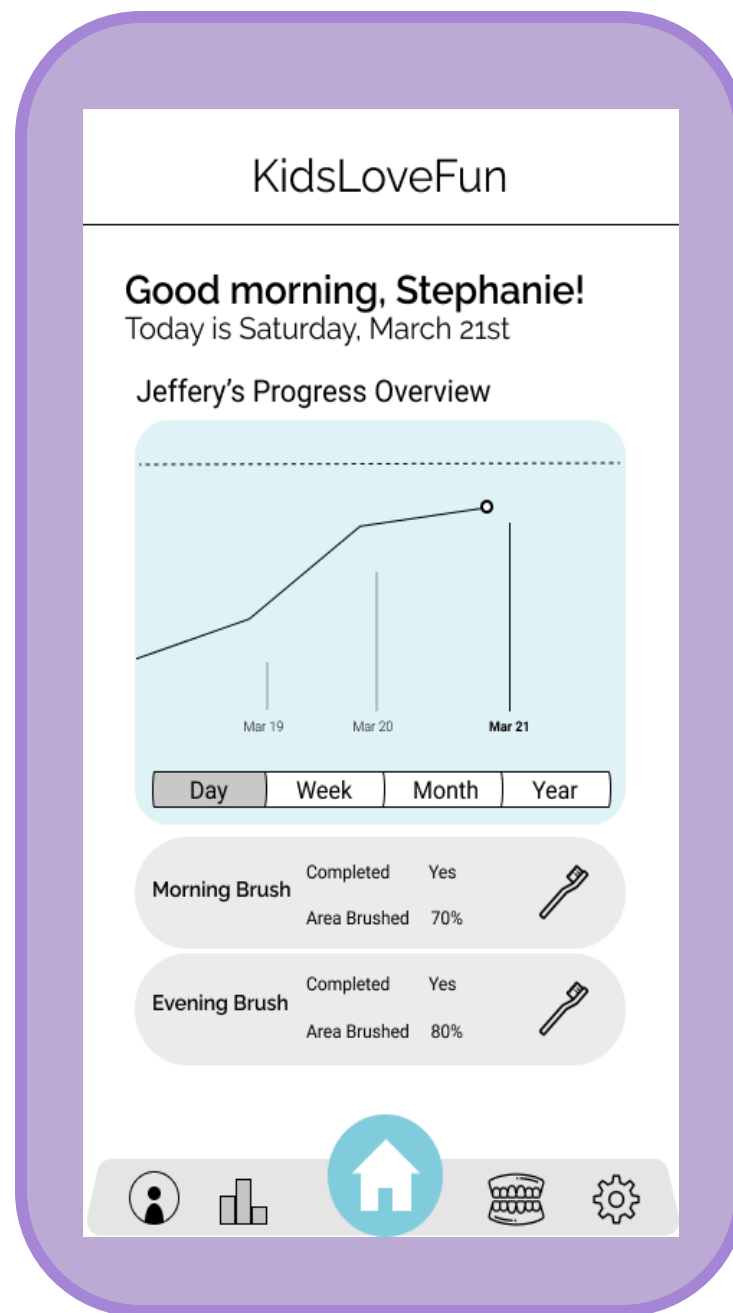 KidsLoveFun
Good morning, Stephanie!
Today is Saturday, March 21st
Jeffery's Progress Overview
Mar 19 Mar 20 Mar 21
Day Week Month Year
Morning Brush
Completed Yes
Area Brushed 70%
Evening Brush
Completed Yes
Area Brushed 80%